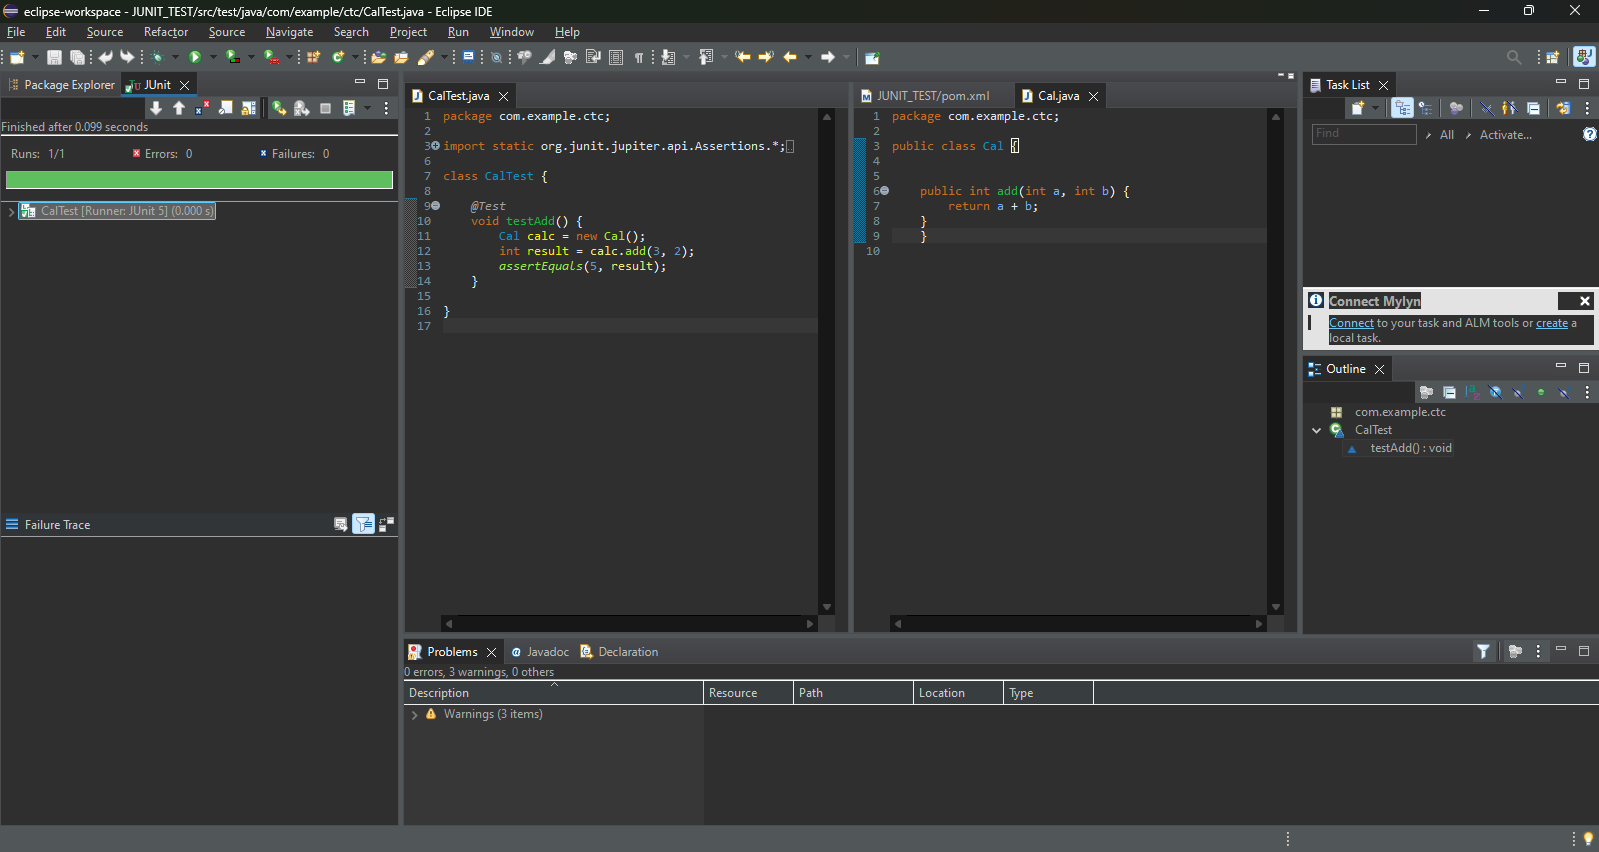 eclipse-workspace - JUNIT_TEST/src/test/java/com/example/ctc/CalTest.java - Eclipse IDE
File Edit Source Refactor Source Navigate Search Project Run Window Help
Package Explorer JUnit
Finished after 0.099 seconds
Runs: 1/1 Errors: 0 Failures: 0
CalTest [Runner: JUnit 5] (0.000 s)
Failure Trace
CalTest.java
1 package com.example.ctc;
2
3 import static org.junit.jupiter.api.Assertions.*;
6
7 class CalTest {
8
9 @Test
10 void testAdd() {
11 Cal calc = new Cal();
12 int result = calc.add(3, 2);
13 assertEquals(5, result);
14 }
15
16 }
17
JUNIT_TEST/pom.xml Cal.java
1 package com.example.ctc;
2
3 public class Cal {
4
5
6 public int add(int a, int b) {
7 return a + b;
8 }
9 }
10
Task List
Find All Activate...
Connect Mylyn
Connect to your task and ALM tools or create a
local task.
Outline
com.example.ctc
CalTest
testAdd() : void
Problems Javadoc Declaration
0 errors, 3 warnings, 0 others
Description Resource Path Location Type
Warnings (3 items)